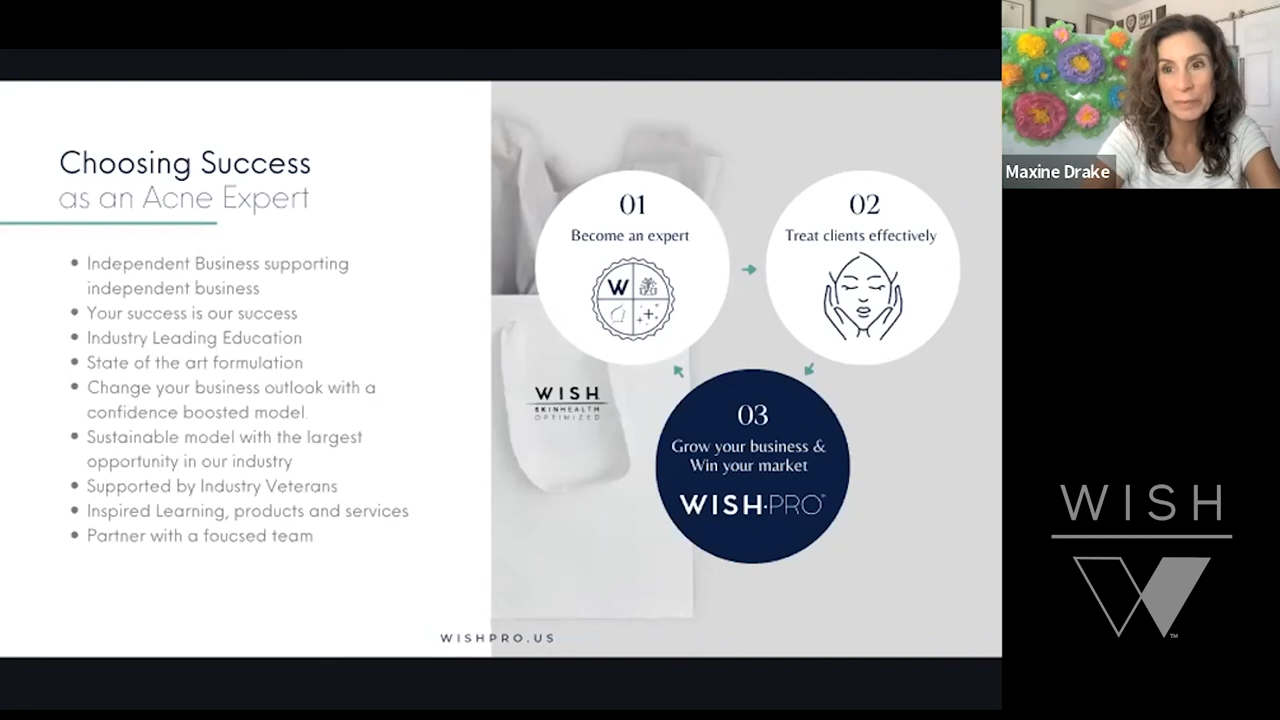 Choosing Success
as an Acne Expert
Independent Business supporting
independent business
Your success is our success
Industry Leading Education
State of the art formulation
Change your business outlook with a
confidence boosted model.
Sustainable model with the largest
opportunity in our industry
Supported by Industry Veterans
Inspired Learning, products and services
Partner with a foucsed team
01
Become an expert
W
02
Treat clients effectively
03
Grow your business &
Win your market
WISH·PRO™
WISH
SKINHEALTH
OPTIMIZED
WISHPRO.US
Maxine Drake
WISH
™